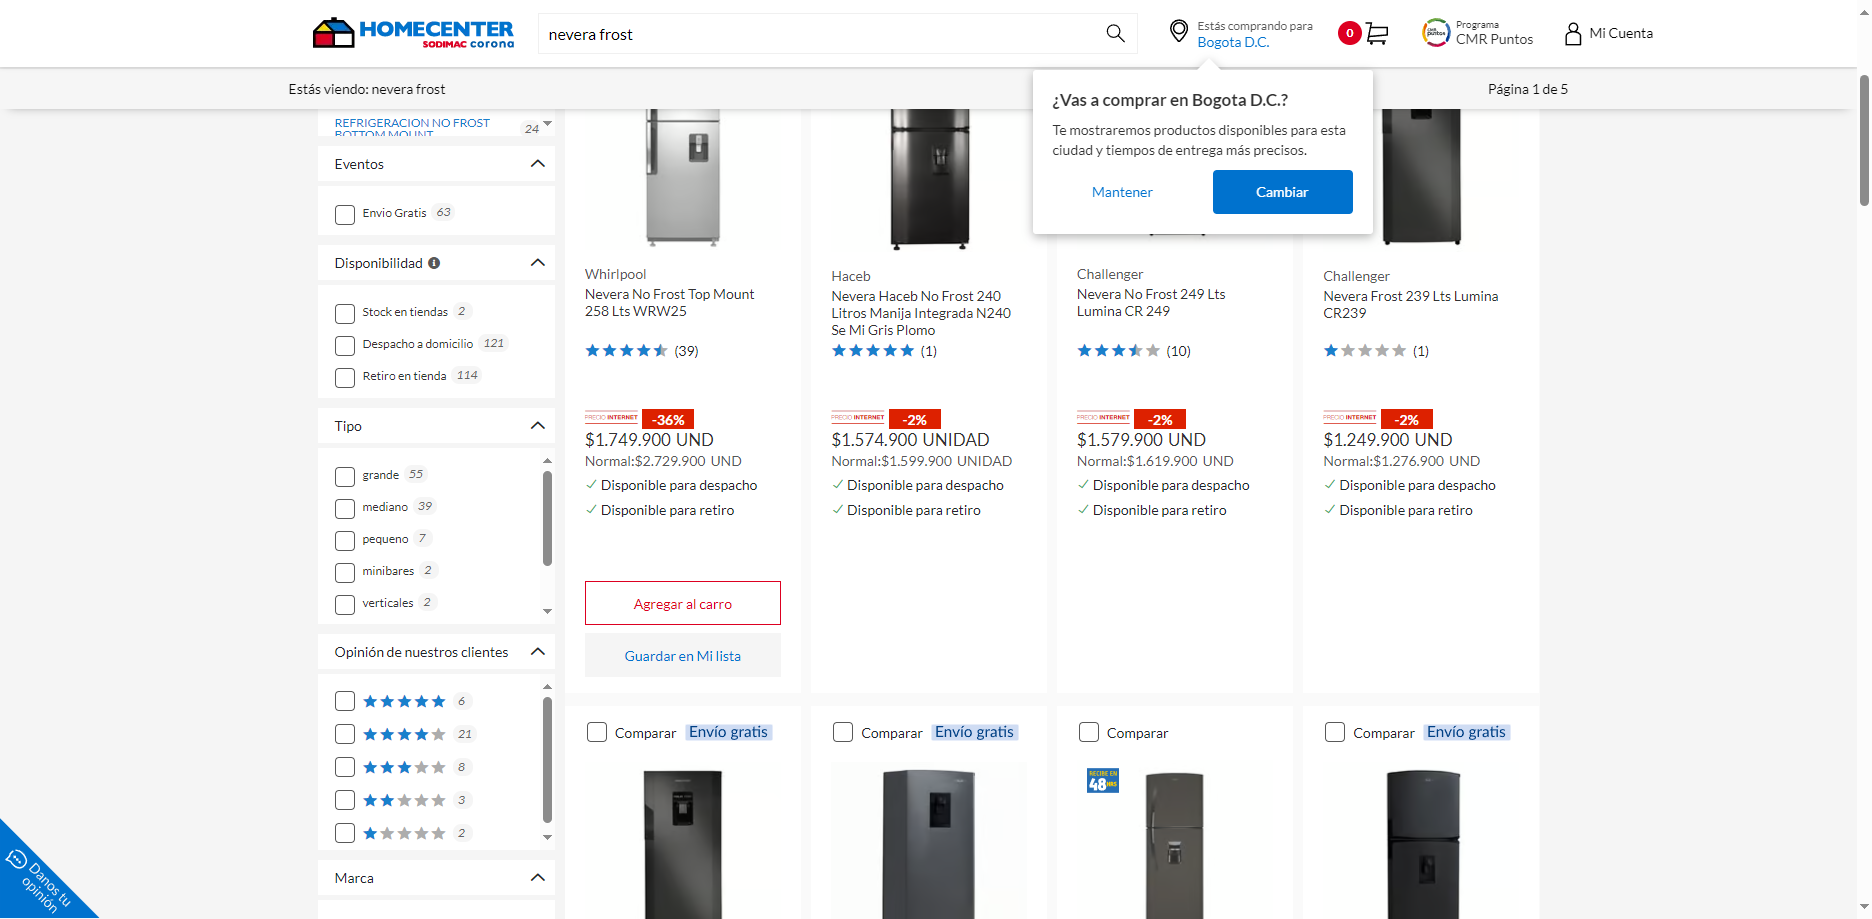 HOMECENTER
SODIMAC corona
nevera frost
Estás comprando para
Bogota D.C.
0
Programa
CMR Puntos
Mi Cuenta
Estás viendo: nevera frost
Página 1 de 5
¿Vas a comprar en Bogota D.C.?
Te mostraremos productos disponibles para esta
ciudad y tiempos de entrega más precisos.
Mantener
Cambiar
REFRIGERACION NO FROST
BOTTOM MOUNT
24
Eventos
Envio Gratis 63
Disponibilidad
Stock en tiendas 2
Despacho a domicilio 121
Retiro en tienda 114
Tipo
grande 55
mediano 39
pequeno 7
minibares 2
verticales 2
Opinión de nuestros clientes
6
21
8
3
2
Marca
Danos tu
opinión
Whirlpool
Nevera No Frost Top Mount
258 Lts WRW25
(39)
PRECIO INTERNET -36%
$1.749.900 UND
Normal:$2.729.900 UND
Disponible para despacho
Disponible para retiro
Agregar al carro
Guardar en Mi lista
Haceb
Nevera Haceb No Frost 240
Litros Manija Integrada N240
Se Mi Gris Plomo
(1)
PRECIO INTERNET -2%
$1.574.900 UNIDAD
Normal:$1.599.900 UNIDAD
Disponible para despacho
Disponible para retiro
Challenger
Nevera No Frost 249 Lts
Lumina CR 249
(10)
PRECIO INTERNET -2%
$1.579.900 UND
Normal:$1.619.900 UND
Disponible para despacho
Disponible para retiro
Challenger
Nevera Frost 239 Lts Lumina
CR239
(1)
PRECIO INTERNET -2%
$1.249.900 UND
Normal:$1.276.900 UND
Disponible para despacho
Disponible para retiro
Comparar Envío gratis
Comparar Envío gratis
Comparar
RECIBE EN
48HRS
Comparar Envío gratis